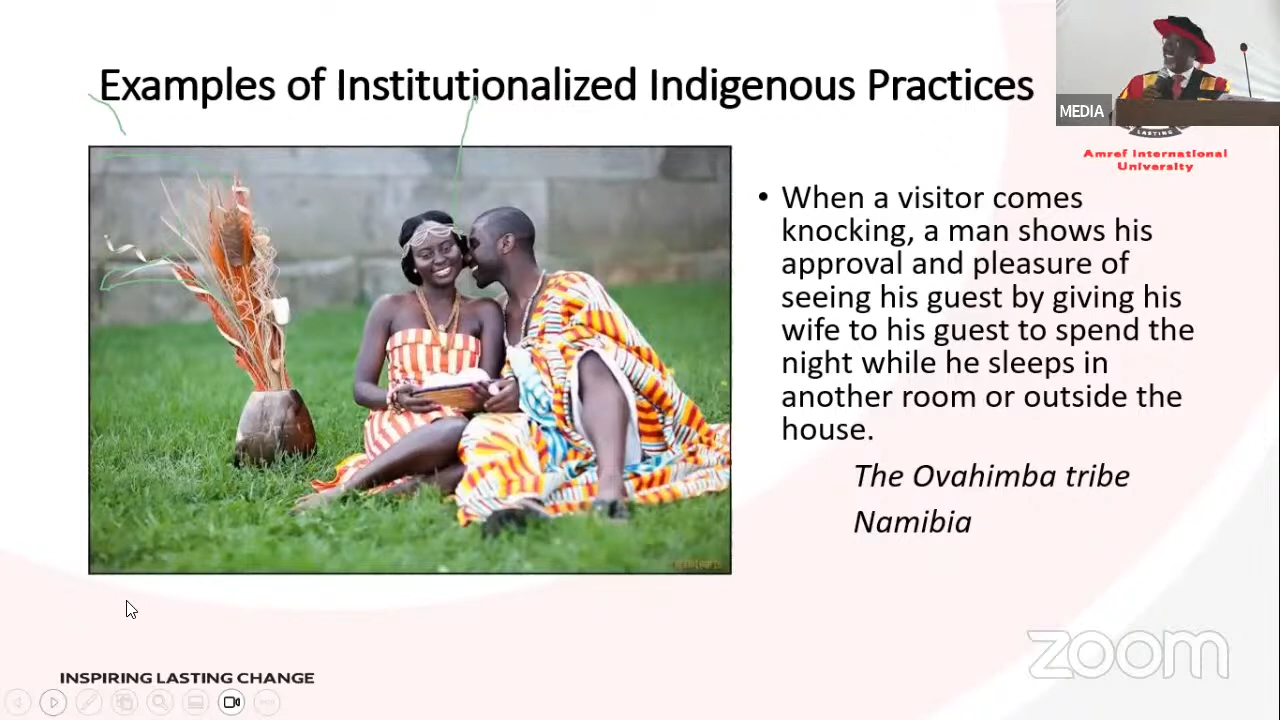 Examples of Institutionalized Indigenous Practices
MEDIA
LASTING
Amref International
University
• When a visitor comes
knocking, a man shows his
approval and pleasure of
seeing his guest by giving his
wife to his guest to spend the
night while he sleeps in
another room or outside the
house.
The Ovahimba tribe
Namibia
zoom
INSPIRING LASTING CHANGE